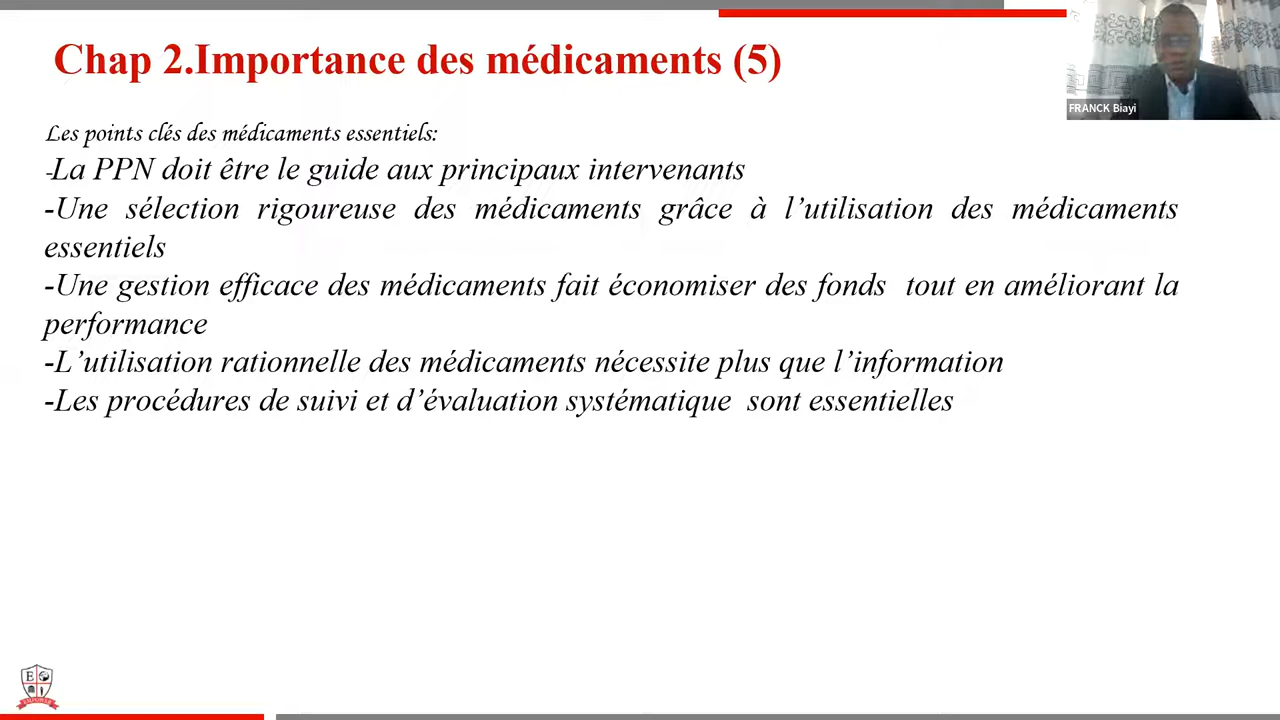 Chap 2.Importance des médicaments (5)
FRANCK Biayi
Les points clés des médicaments essentiels:
-La PPN doit être le guide aux principaux intervenants
-Une sélection rigoureuse des médicaments grâce à l’utilisation des médicaments
essentiels
-Une gestion efficace des médicaments fait économiser des fonds  tout en améliorant la
performance
-L’utilisation rationnelle des médicaments nécessite plus que l’information
-Les procédures de suivi et d’évaluation systématique  sont essentielles
E